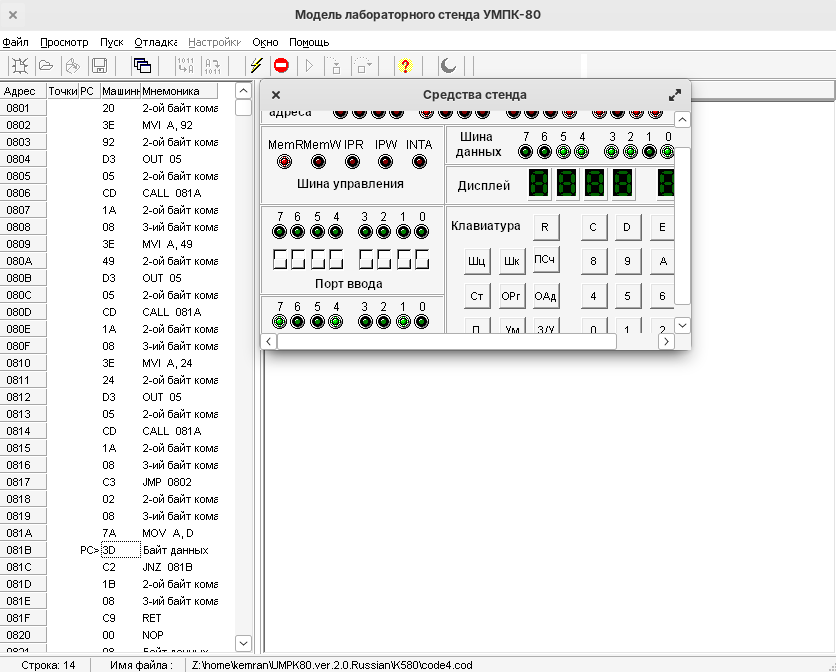 Модель лабораторного стенда УМПК-80
Файл Просмотр Пуск Отладка Настройки Окно Помощь
Адрес Точки PC Машинн Мнемоника
0801 20 2-ой байт кома
0802 3E MVI A, 92
0803 92 2-ой байт кома
0804 D3 OUT 05
0805 05 2-ой байт кома
0806 CD CALL 081A
0807 1A 2-ой байт кома
0808 08 3-ий байт кома
0809 3E MVI A, 49
080A 49 2-ой байт кома
080B D3 OUT 05
080C 05 2-ой байт кома
080D CD CALL 081A
080E 1A 2-ой байт кома
080F 08 3-ий байт кома
0810 3E MVI A, 24
0811 24 2-ой байт кома
0812 D3 OUT 05
0813 05 2-ой байт кома
0814 CD CALL 081A
0815 1A 2-ой байт кома
0816 08 3-ий байт кома
0817 C3 JMP 0802
0818 02 2-ой байт кома
0819 08 3-ий байт кома
081A 7A MOV A, D
081B PC> 3D Байт данных
081C C2 JNZ 081B
081D 1B 2-ой байт кома
081E 08 3-ий байт кома
081F C9 RET
0820 00 NOP
0821 08 Байт данных
Средства стенда
адреса
MemR MemW IPR IPW INTA
Шина управления
Шина данных
7 6 5 4 3 2 1 0
Дисплей
7 6 5 4 3 2 1 0
Порт ввода
7 6 5 4 3 2 1 0
Клавиатура R C D E
Шц Шк ПСч 8 9 A
Ст ОРг ОАд 4 5 6
П Ум З/У 0 1 2
Строка: 14 Имя файла : Z:\home\kemran\UMPK80.ver.2.0.Russian\K580\code4.cod